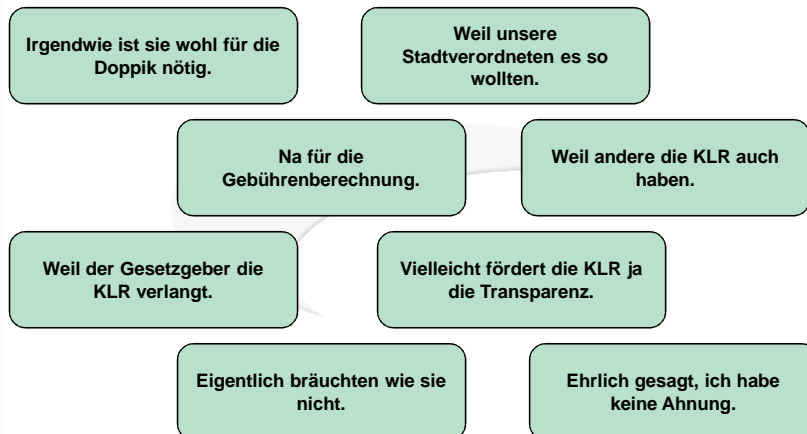 Irgendwie ist sie wohl für die
Doppik nötig.
Weil unsere
Stadtverordneten es so
wollten.
Na für die
Gebührenberechnung.
Weil andere die KLR auch
haben.
Weil der Gesetzgeber die
KLR verlangt.
Vielleicht fördert die KLR ja
die Transparenz.
Eigentlich bräuchten wie sie
nicht.
Ehrlich gesagt, ich habe
keine Ahnung.